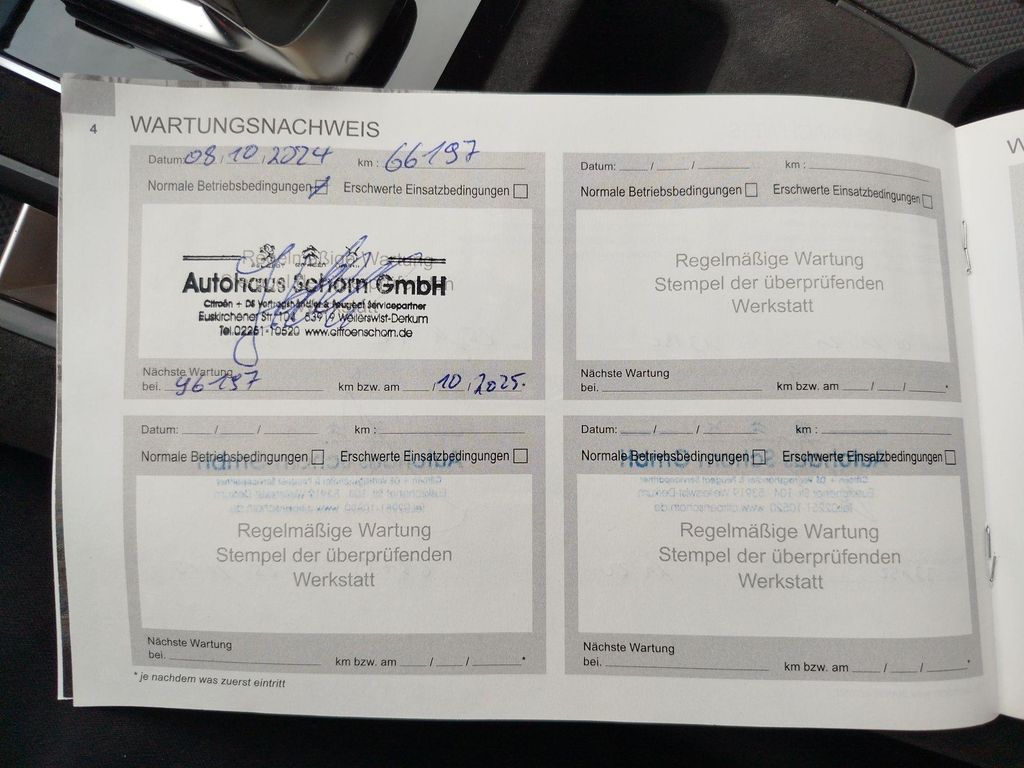 4
WARTUNGSNACHWEIS
Datum: 08 / 10 / 2024 km : 66197
Normale Betriebsbedingungen Erschwerte Einsatzbedingungen
Regelmäßige Wartung
Autohaus Schorn GmbH
Citroën + DS Vertragshändler & Peugeot Servicepartner
Euskirchener Str. 104 53919 Weilerswist-Derkum
Tel.02251-10520 www.citroenschorn.de
Nächste Wartung
bei. 96197 km bzw. am / 10 / 2025.
Datum: / / km :
Normale Betriebsbedingungen Erschwerte Einsatzbedingungen
Regelmäßige Wartung
Stempel der überprüfenden
Werkstatt
Nächste Wartung
bei. km bzw. am / / *
Datum: / / km :
Normale Betriebsbedingungen Erschwerte Einsatzbedingungen
Regelmäßige Wartung
Stempel der überprüfenden
Werkstatt
Nächste Wartung
bei. km bzw. am / / *
Datum: / / km :
Normale Betriebsbedingungen Erschwerte Einsatzbedingungen
Regelmäßige Wartung
Stempel der überprüfenden
Werkstatt
Nächste Wartung
bei. km bzw. am / / *
* je nachdem was zuerst eintritt